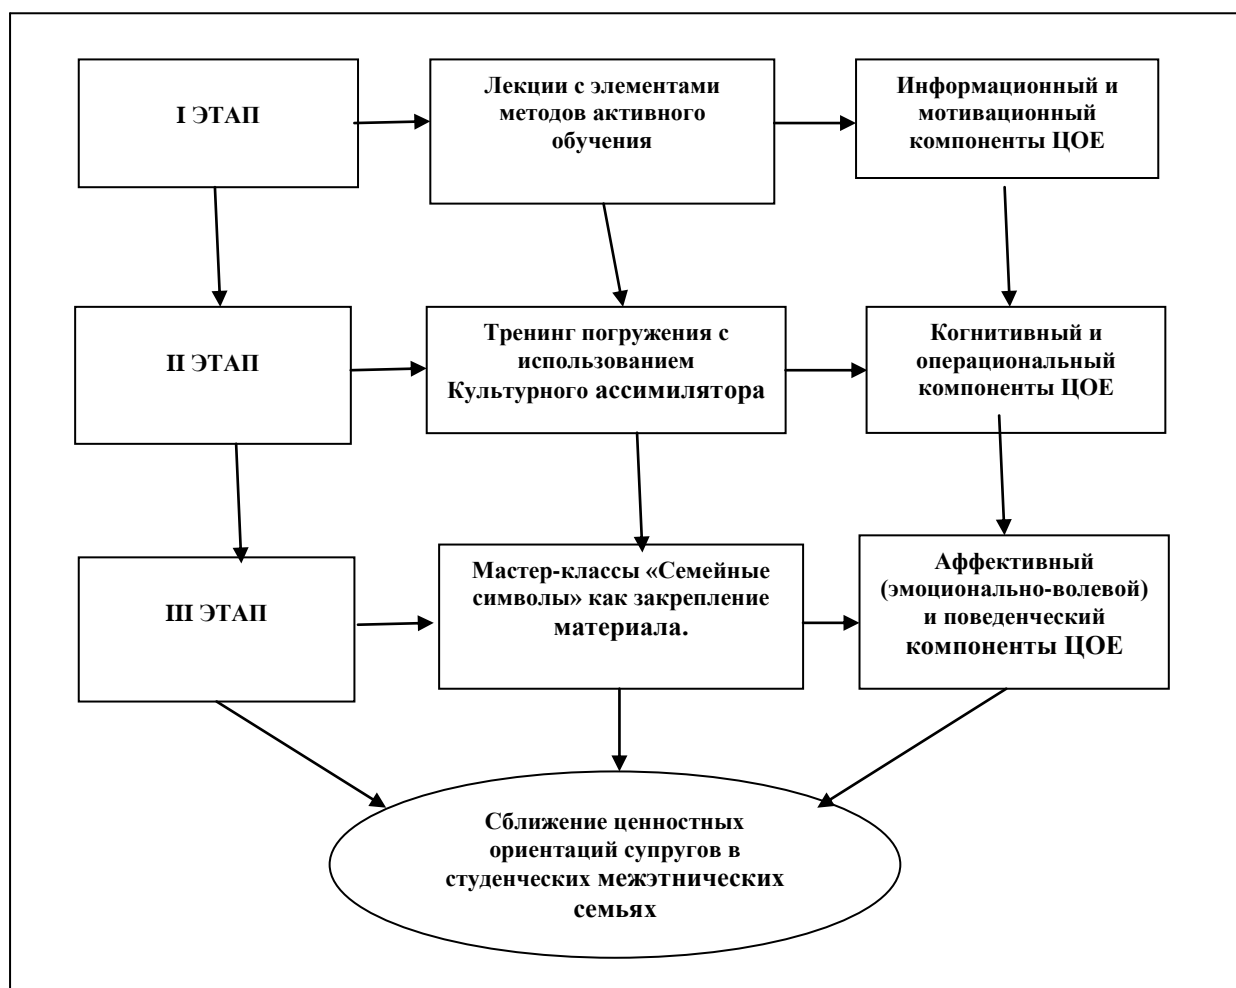 I ЭТАП
Лекции с элементами
методов активного
обучения
Информационный и
мотивационный
компоненты ЦОЕ
II ЭТАП
Тренинг погружения с
использованием
Культурного ассимилятора
Когнитивный и
операциональный
компоненты ЦОЕ
III ЭТАП
Мастер-классы «Семейные
символы» как закрепление
материала.
Аффективный
(эмоционально-волевой)
и поведенческий
компоненты ЦОЕ
Сближение ценностных
ориентаций супругов в
студенческих межэтнических
семьях